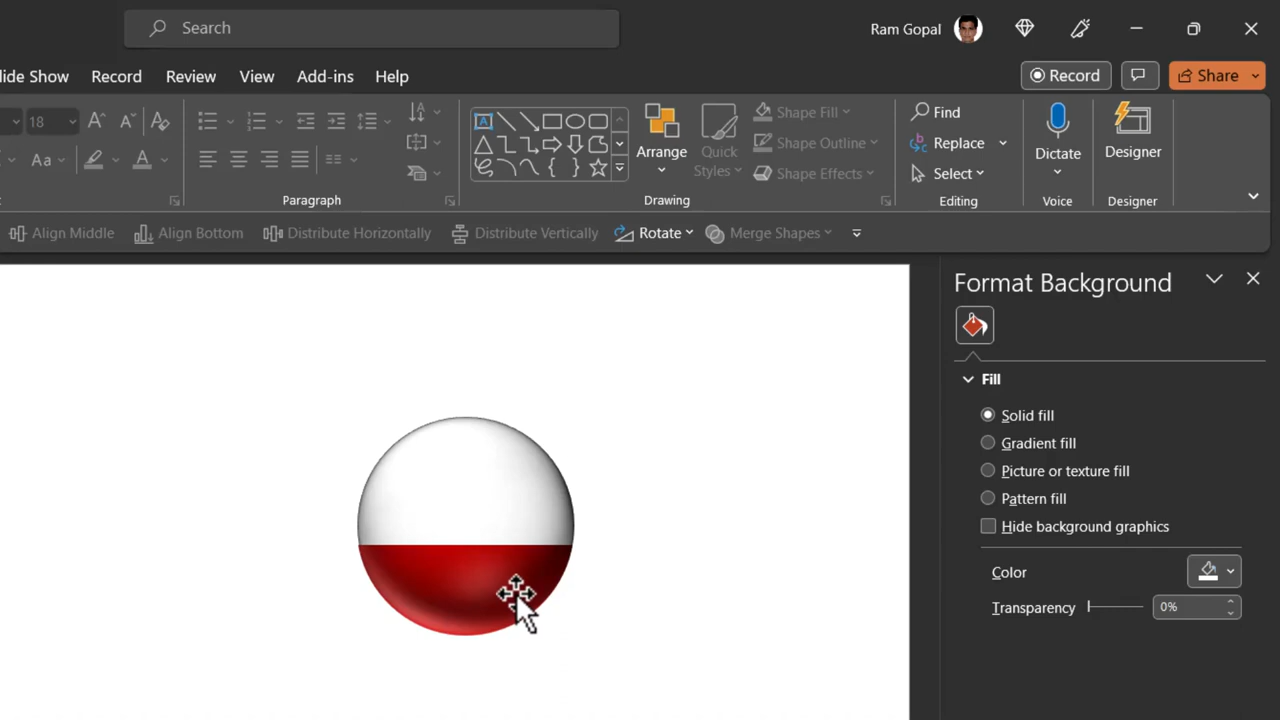 Search
Ram Gopal
lide Show Record Review View Add-ins Help
Record
Share
18
Aa
A
Paragraph
Arrange
Quick
Styles
Shape Fill
Shape Outline
Shape Effects
Drawing
Find
Replace
Select
Editing
Dictate
Voice
Designer
Designer
Align Middle Align Bottom Distribute Horizontally Distribute Vertically Rotate Merge Shapes
Format Background
Fill
Solid fill
Gradient fill
Picture or texture fill
Pattern fill
Hide background graphics
Color
Transparency 0%